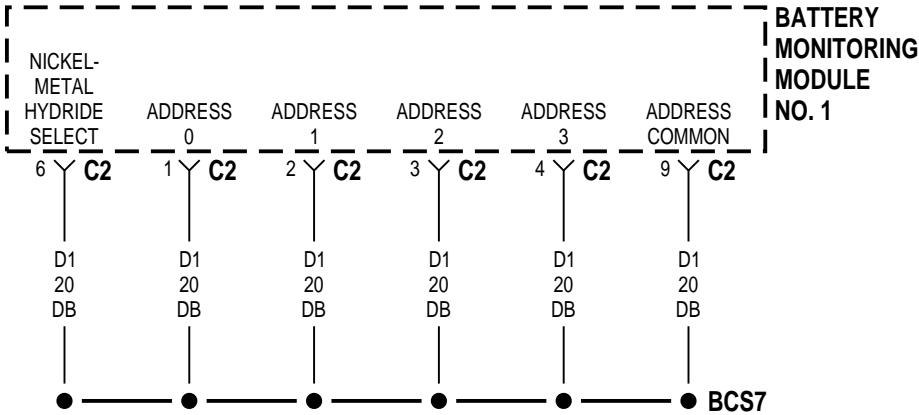 BATTERY
MONITORING
MODULE
NO. 1
NICKEL-
METAL
HYDRIDE
SELECT
ADDRESS
0
ADDRESS
1
ADDRESS
2
ADDRESS
3
ADDRESS
COMMON
6 C2 1 C2 2 C2 3 C2 4 C2 9 C2
D1 D1 D1 D1 D1 D1
20 20 20 20 20 20
DB DB DB DB DB DB
BCS7